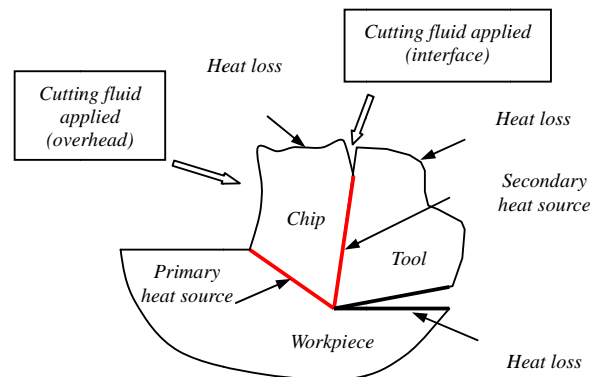 Cutting fluid applied
(interface)
Heat loss
Cutting fluid
applied
(overhead)
Heat loss
Secondary
heat source
Chip
Tool
Primary
heat source
Workpiece
Heat loss